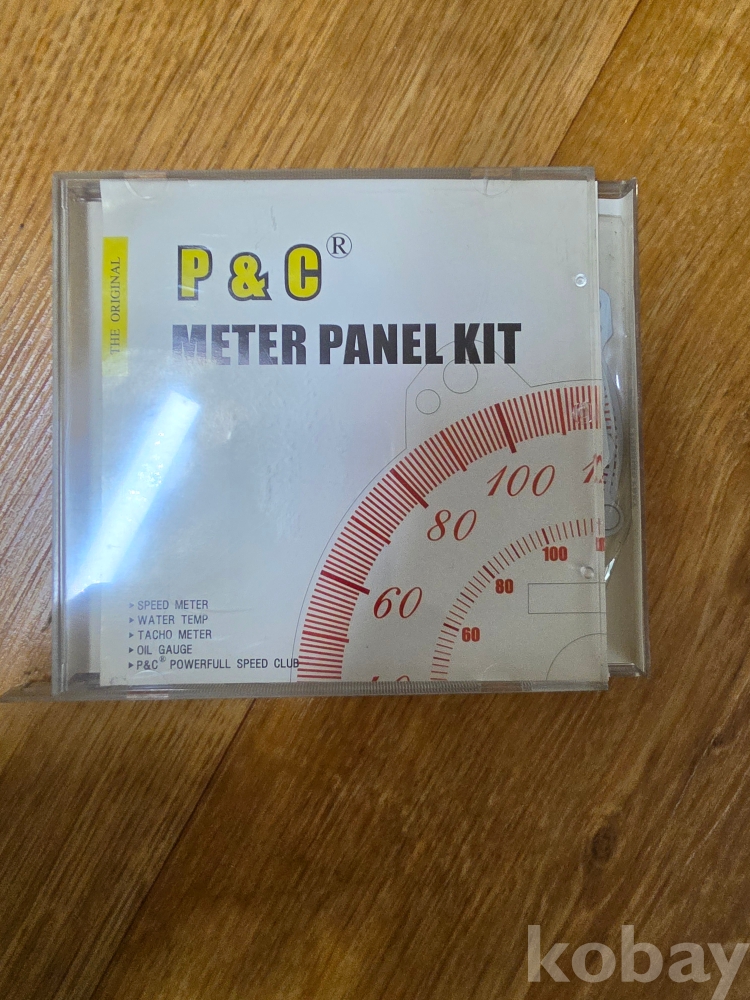 THE ORIGINAL
P & C®
METER PANEL KIT
100
80
60
100
80
60
▶ SPEED METER
▶ WATER TEMP
▶ TACHO METER
▶ OIL GAUGE
▶ P&C® POWERFULL SPEED CLUB
kobay